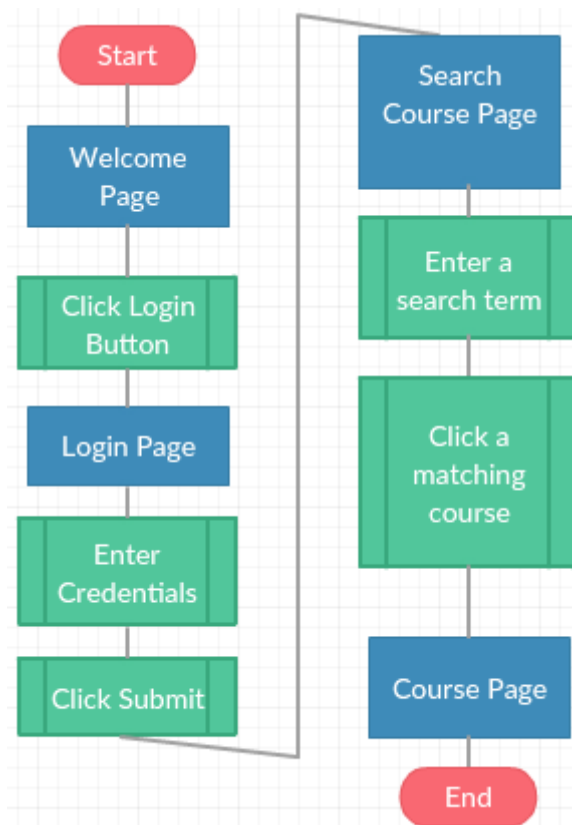 Start
Welcome
Page
Click Login
Button
Login Page
Enter
Credentials
Click Submit
Search
Course Page
Enter a
search term
Click a
matching
course
Course Page
End